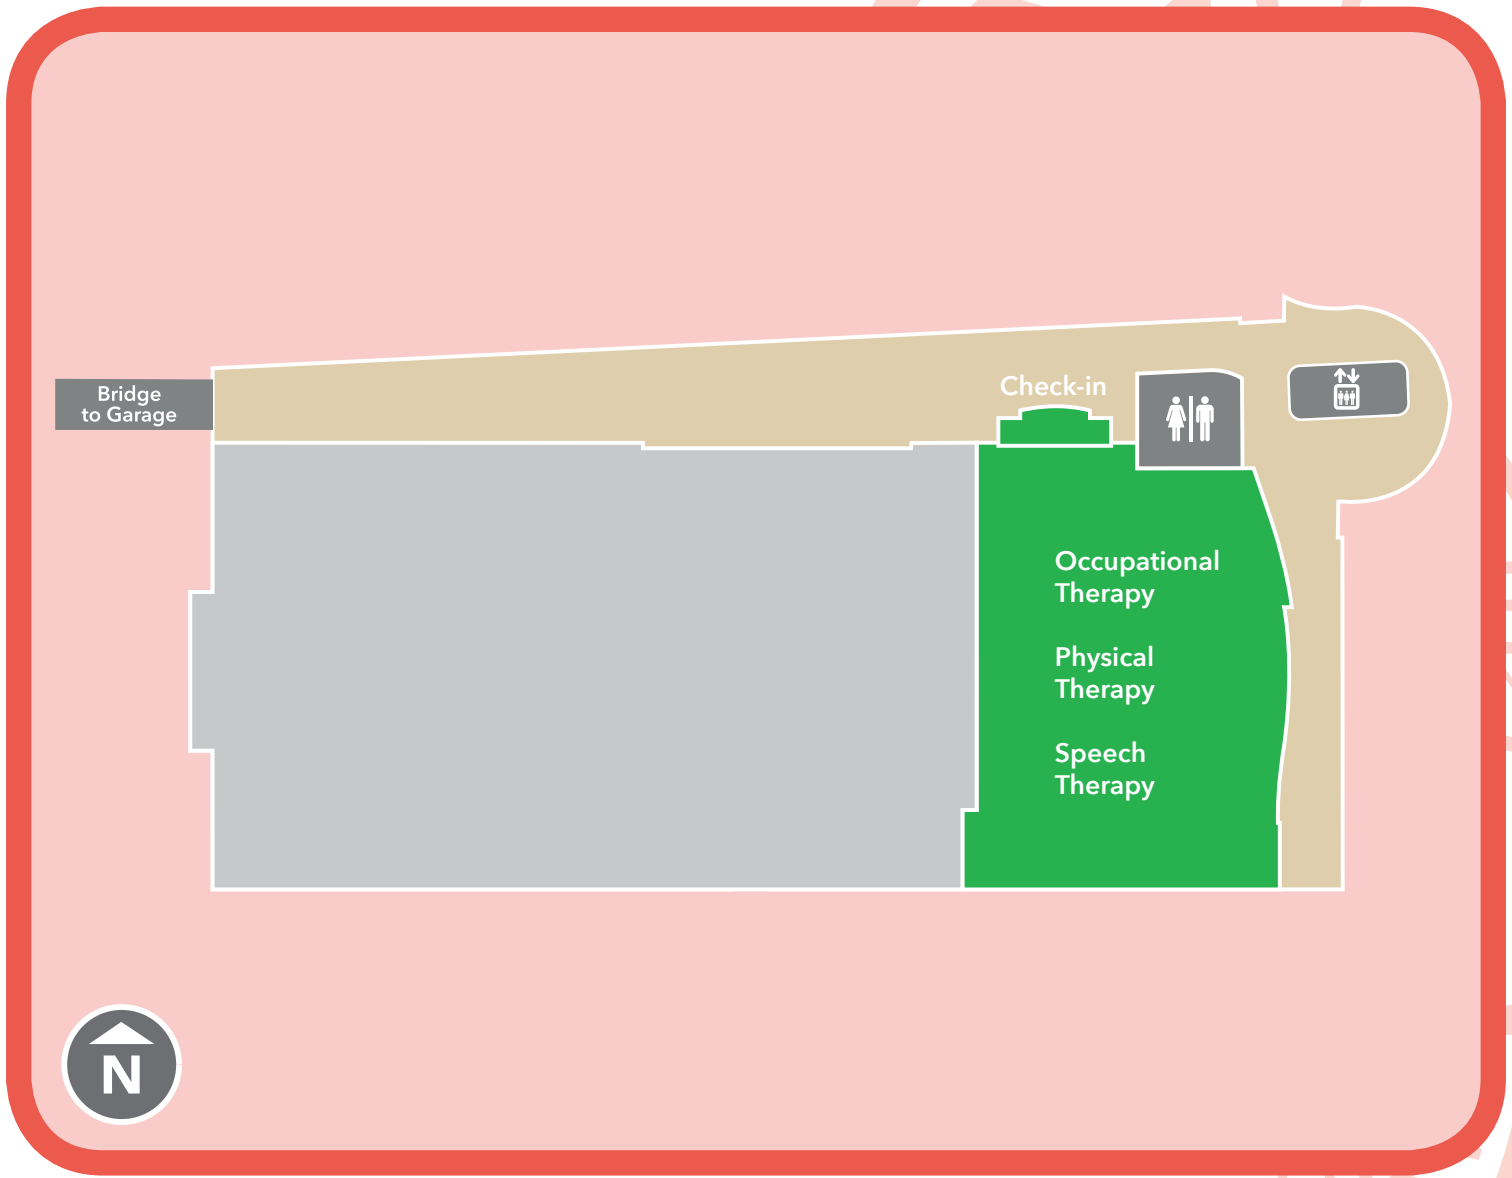 Bridge
to Garage
Check-in
Occupational
Therapy
Physical
Therapy
Speech
Therapy
N